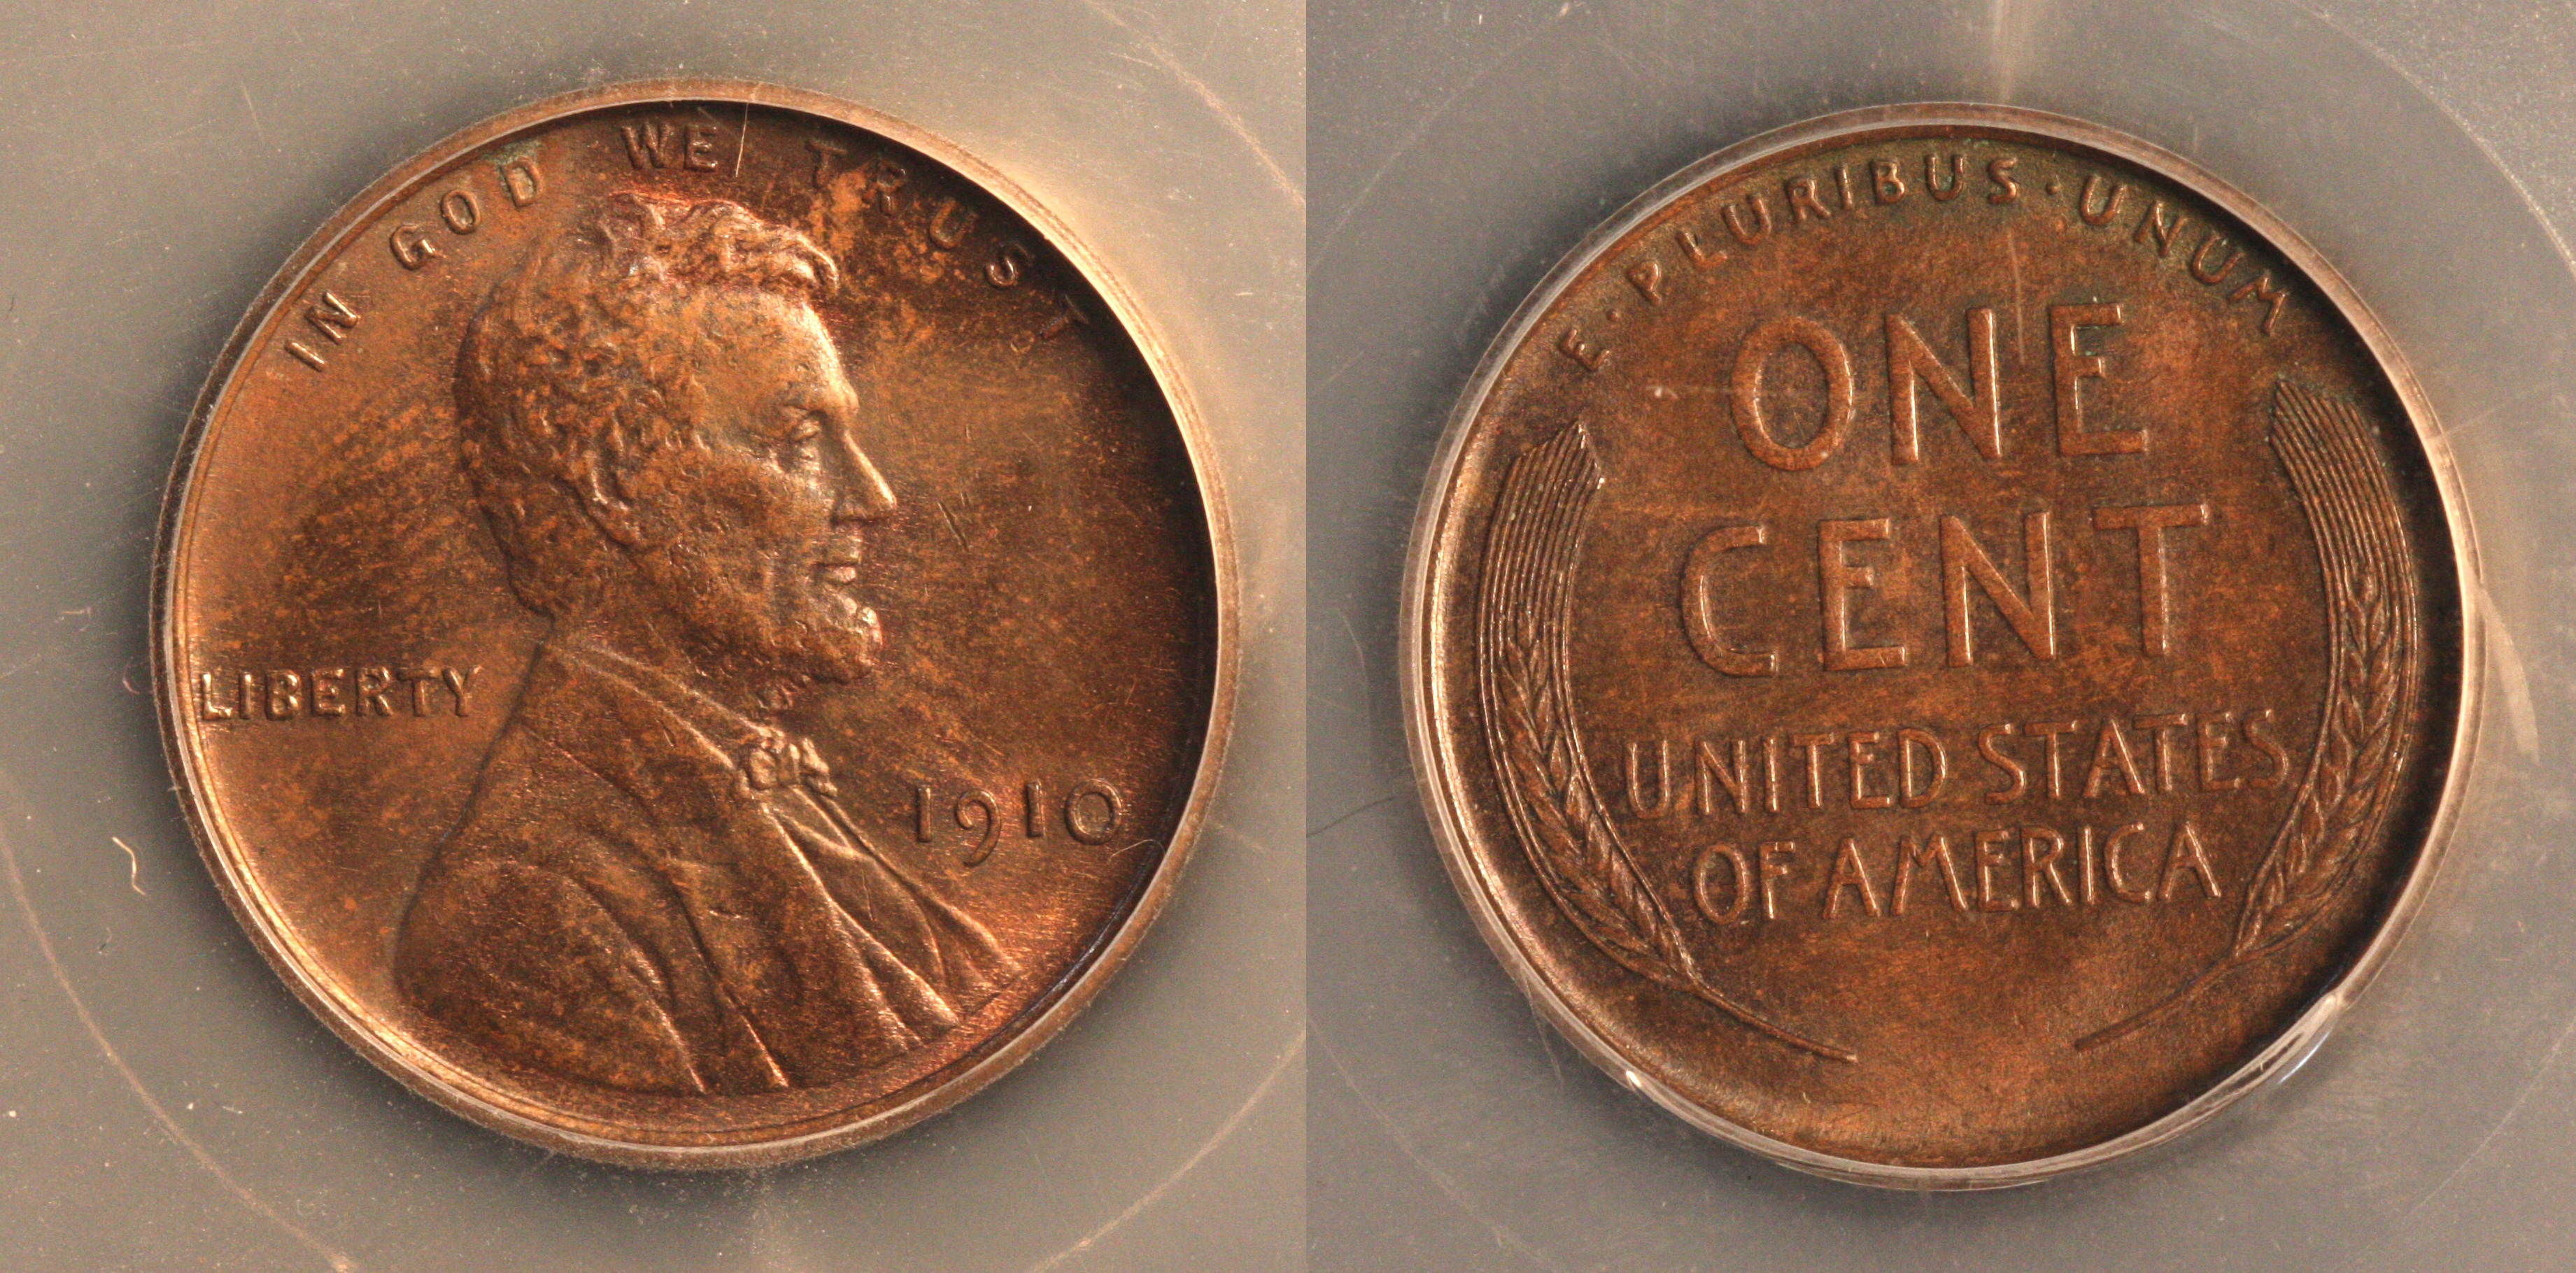 IN GOD WE TRUST
LIBERTY
1910
E·PLURIBUS·UNUM
ONE
CENT
UNITED STATES
OF AMERICA